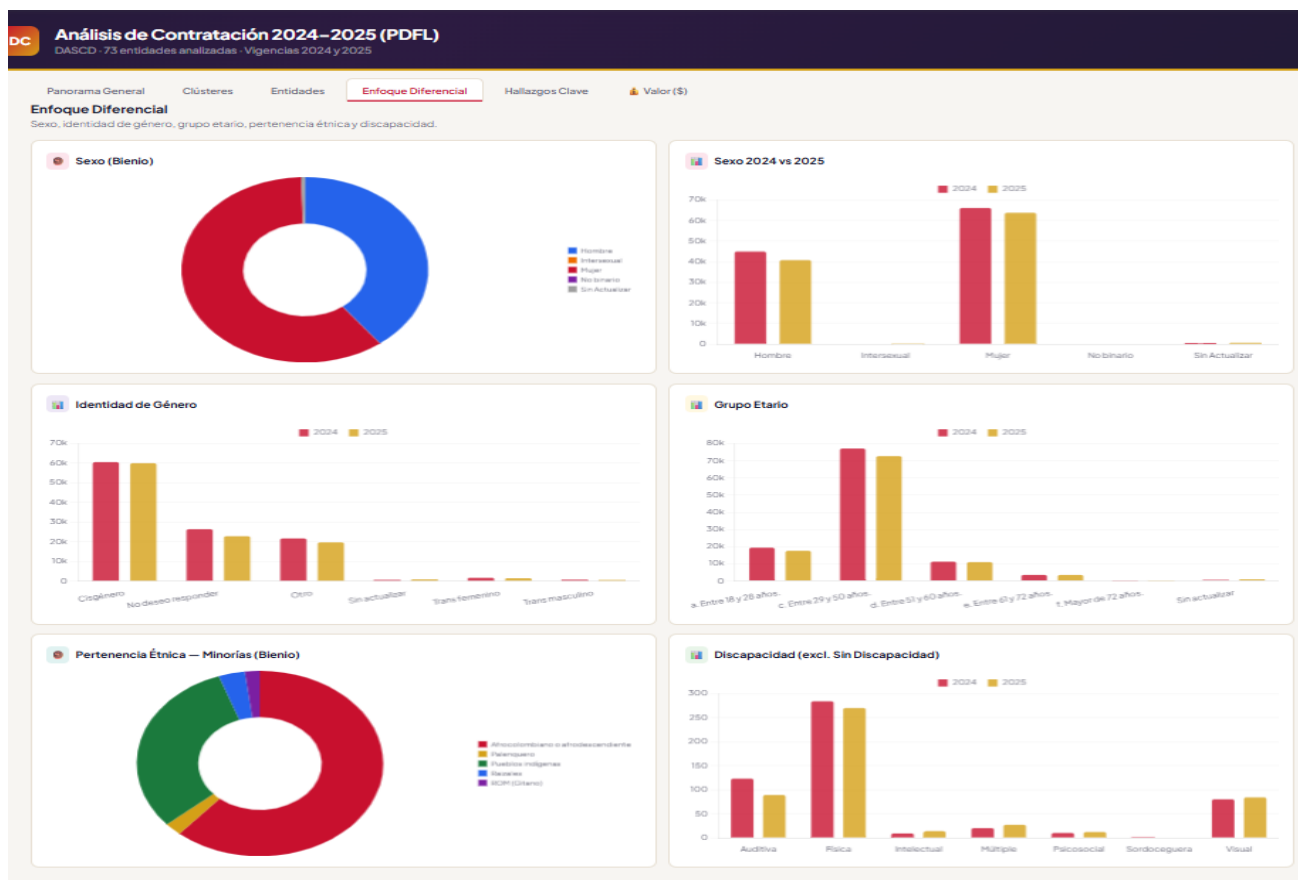 DC
Análisis de Contratación 2024–2025 (PDFL)
DASCD · 73 entidades analizadas · Vigencias 2024 y 2025
Panorama General Clústeres Entidades Enfoque Diferencial Hallazgos Clave Valor ($)
Enfoque Diferencial
Sexo, identidad de género, grupo etario, pertenencia étnica y discapacidad.
Sexo (Bienio)
Hombre
Intersexual
Mujer
No binario
Sin Actualizar
Sexo 2024 vs 2025
2024 2025
70k
60k
50k
40k
30k
20k
10k
0
Hombre Intersexual Mujer No binario Sin Actualizar
Identidad de Género
2024 2025
70k
60k
50k
40k
30k
20k
10k
0
Cisgénero No deseo responder Otro Sin actualizar Trans femenino Trans masculino
Grupo Etario
2024 2025
80k
70k
60k
50k
40k
30k
20k
10k
0
a. Entre 18 y 28 años. c. Entre 29 y 50 años. d. Entre 51 y 60 años. e. Entre 61 y 72 años. f. Mayor de 72 años. Sin actualizar
Pertenencia Étnica — Minorías (Bienio)
Afrocolombiano o afrodescendiente
Palenquero
Pueblos indígenas
Raizales
ROM (Gitano)
Discapacidad (excl. Sin Discapacidad)
2024 2025
300
250
200
150
100
50
0
Auditiva Física Intelectual Múltiple Psicosocial Sordoceguera Visual